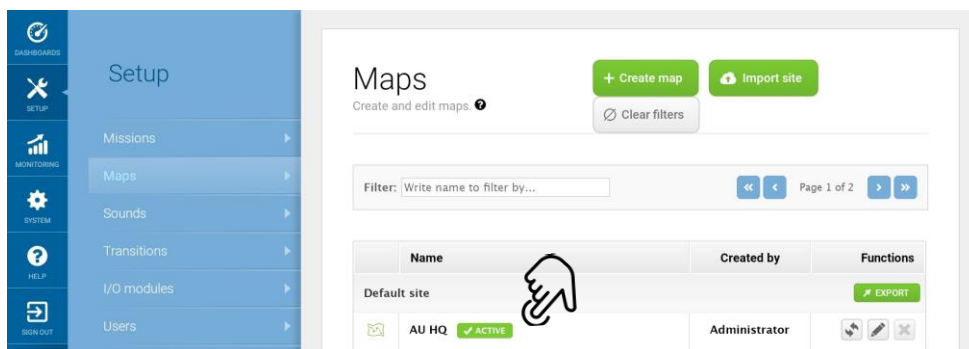 DASHBOARDS
SETUP
MONITORING
SYSTEM
HELP
SIGN OUT
Setup
Missions
Maps
Sounds
Transitions
I/O modules
Users
Maps
Create and edit maps. ?
+ Create map
Import site
Clear filters
Filter: Write name to filter by...
« ‹ Page 1 of 2 › »
Name Created by Functions
Default site EXPORT
AU HQ ✓ ACTIVE Administrator